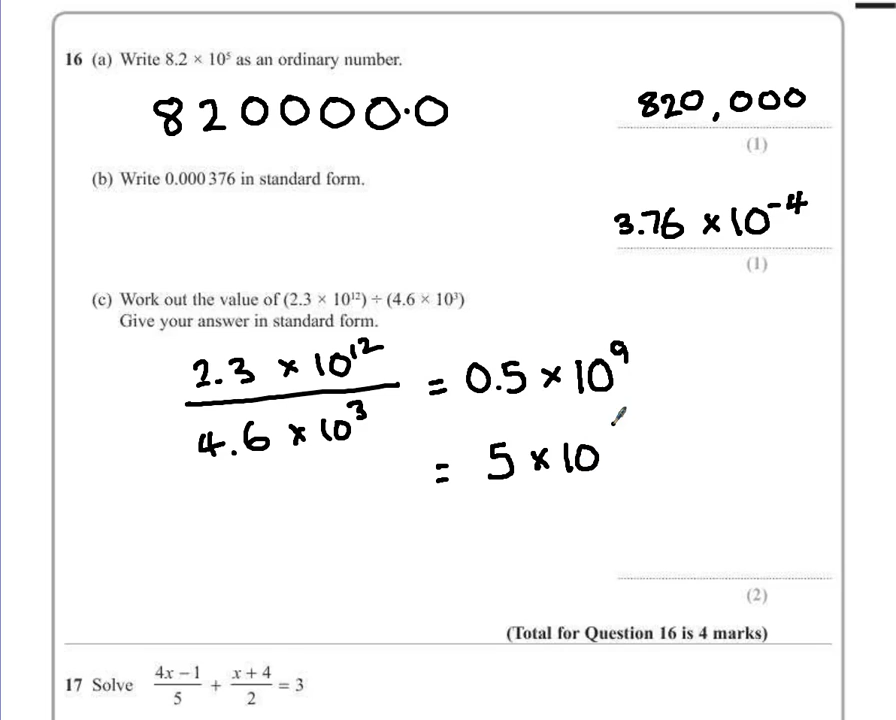 16 (a) Write 8.2 × 10⁵ as an ordinary number.
820000.0
820,000
(1)
(b) Write 0.000 376 in standard form.
3.76 × 10⁻⁴
(1)
(c) Work out the value of (2.3 × 10¹²) ÷ (4.6 × 10³)
Give your answer in standard form.
2.3 × 10¹² / 4.6 × 10³ = 0.5 × 10⁹
= 5 × 10
(2)
(Total for Question 16 is 4 marks)
17 Solve (4x − 1)/5 + (x + 4)/2 = 3